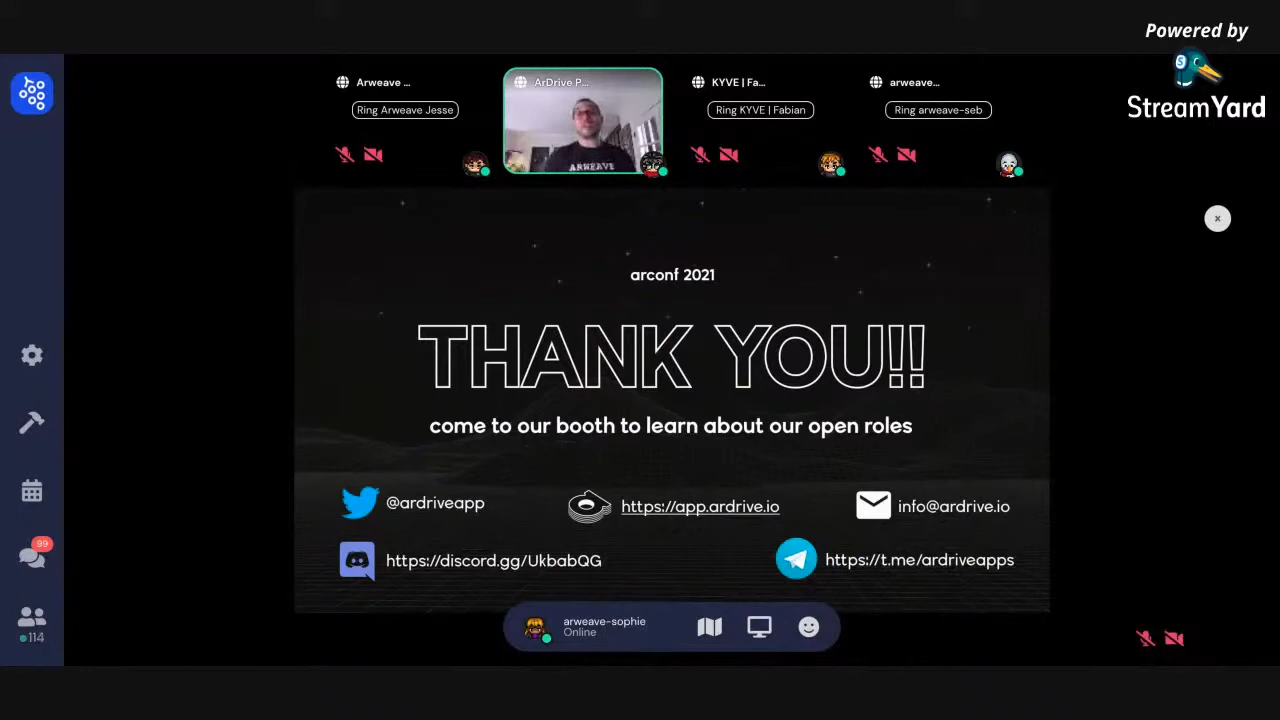 Powered by
StreamYard
Arweave ...
Ring Arweave Jesse
ArDrive P...
ARWEAVE
KYVE | Fa...
Ring KYVE | Fabian
arweave...
Ring arweave-seb
arconf 2021
THANK YOU!!
come to our booth to learn about our open roles
@ardriveapp
https://app.ardrive.io
info@ardrive.io
https://discord.gg/UkbabQG
https://t.me/ardriveapps
99
114
arweave-sophie
Online